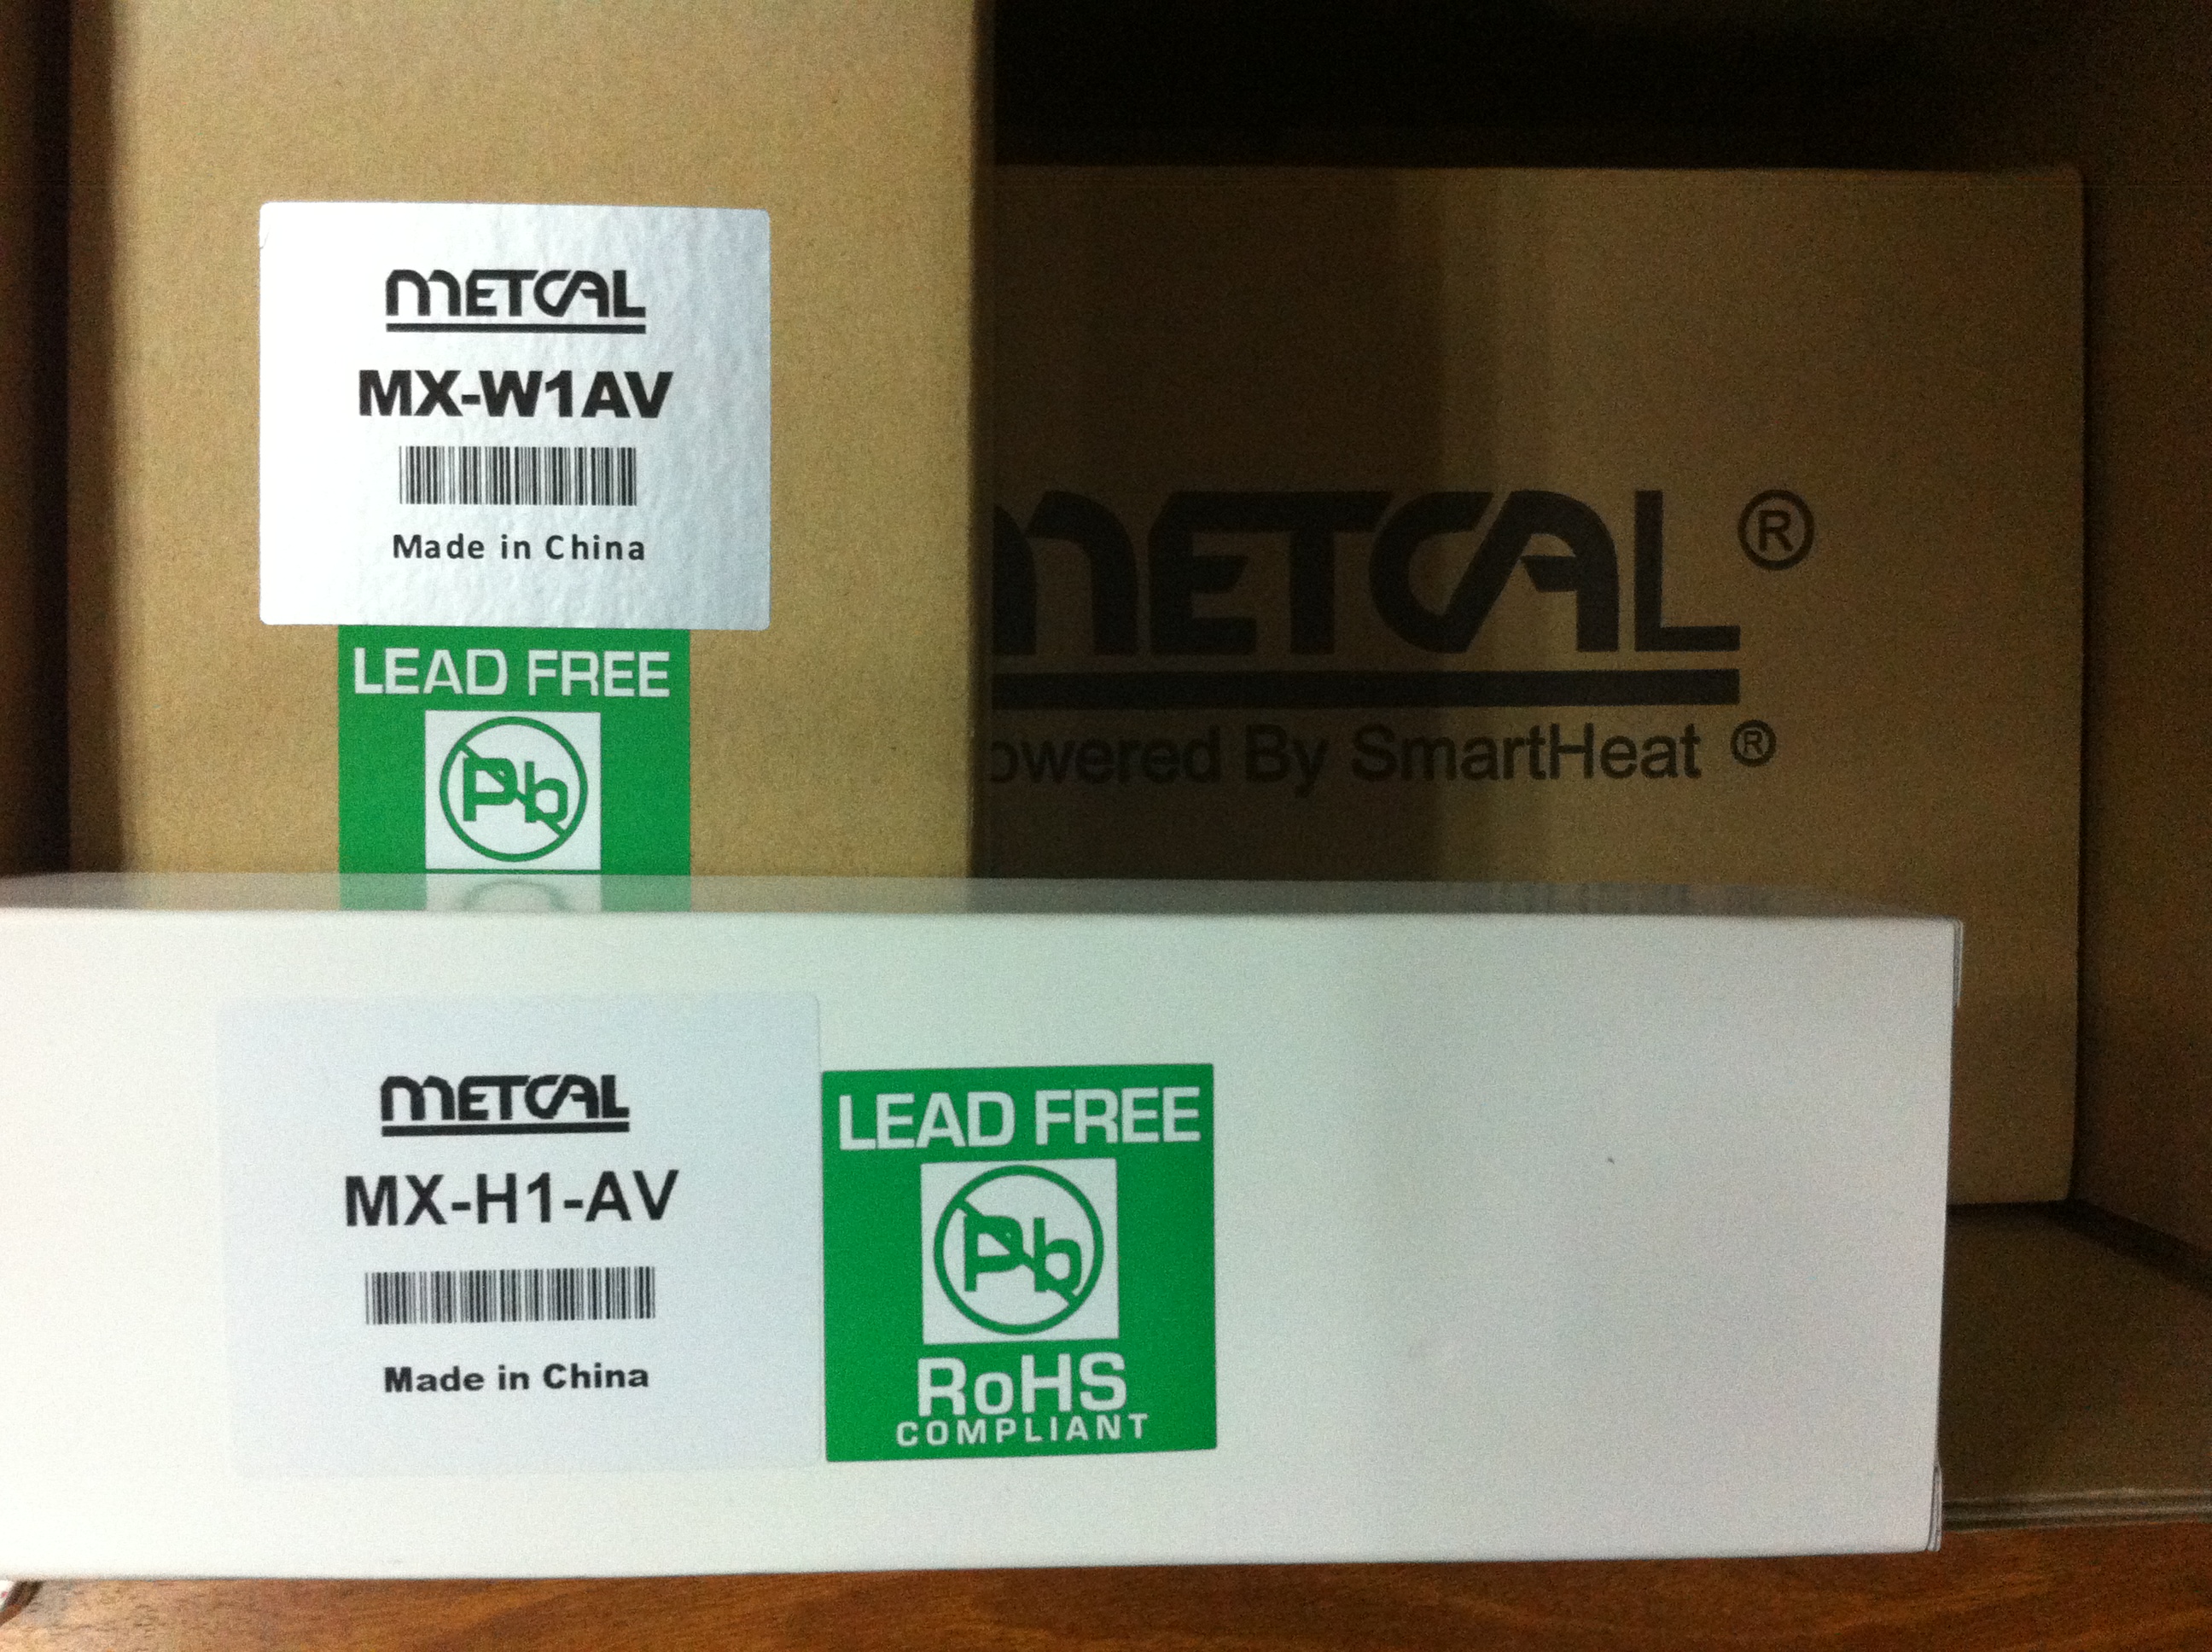 METCAL
MX-W1AV
Made in China
LEAD FREE
Pb
METCAL ®
owered By SmartHeat ®
METCAL
MX-H1-AV
Made in China
LEAD FREE
Pb
RoHS
COMPLIANT